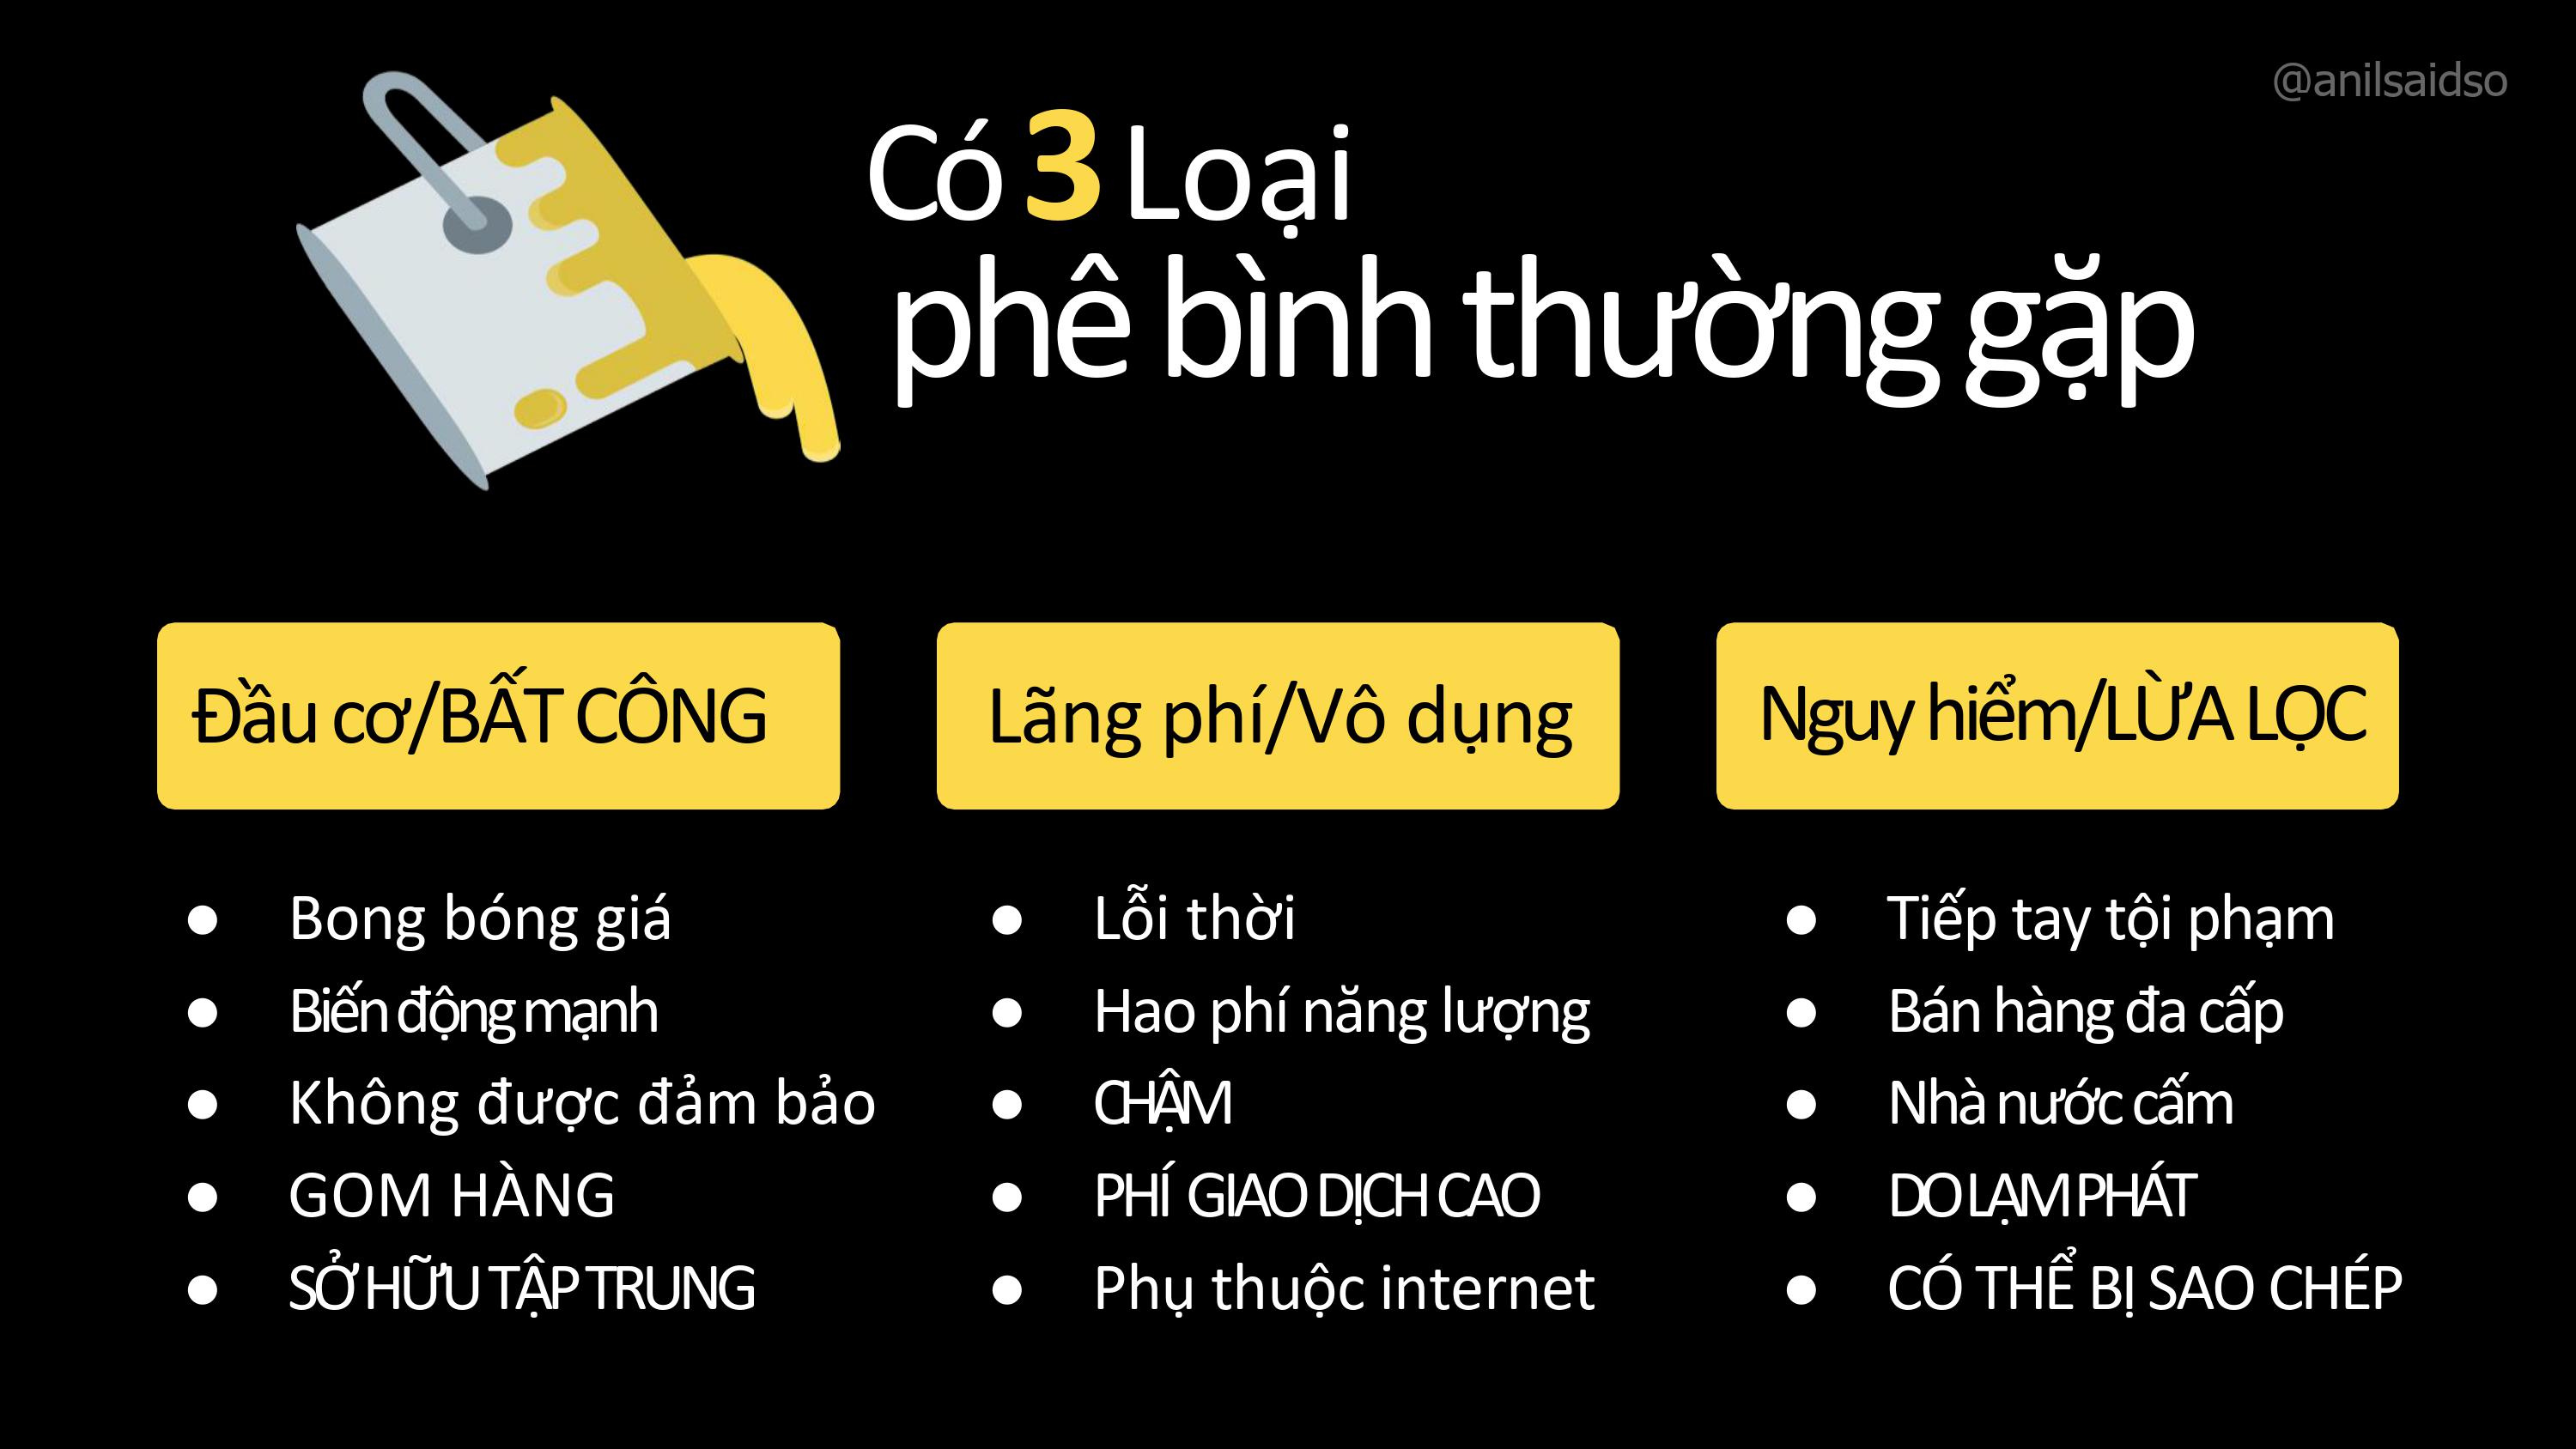 @anilsaidso
Có 3 Loại
phê bình thường gặp
Đầu cơ/BẤT CÔNG
● Bong bóng giá
● Biến động mạnh
● Không được đảm bảo
● GOM HÀNG
● SỞ HỮU TẬP TRUNG
Lãng phí/Vô dụng
● Lỗi thời
● Hao phí năng lượng
● CHẬM
● PHÍ GIAO DỊCH CAO
● Phụ thuộc internet
Nguy hiểm/LỪA LỌC
● Tiếp tay tội phạm
● Bán hàng đa cấp
● Nhà nước cấm
● DO LẠM PHÁT
● CÓ THỂ BỊ SAO CHÉP